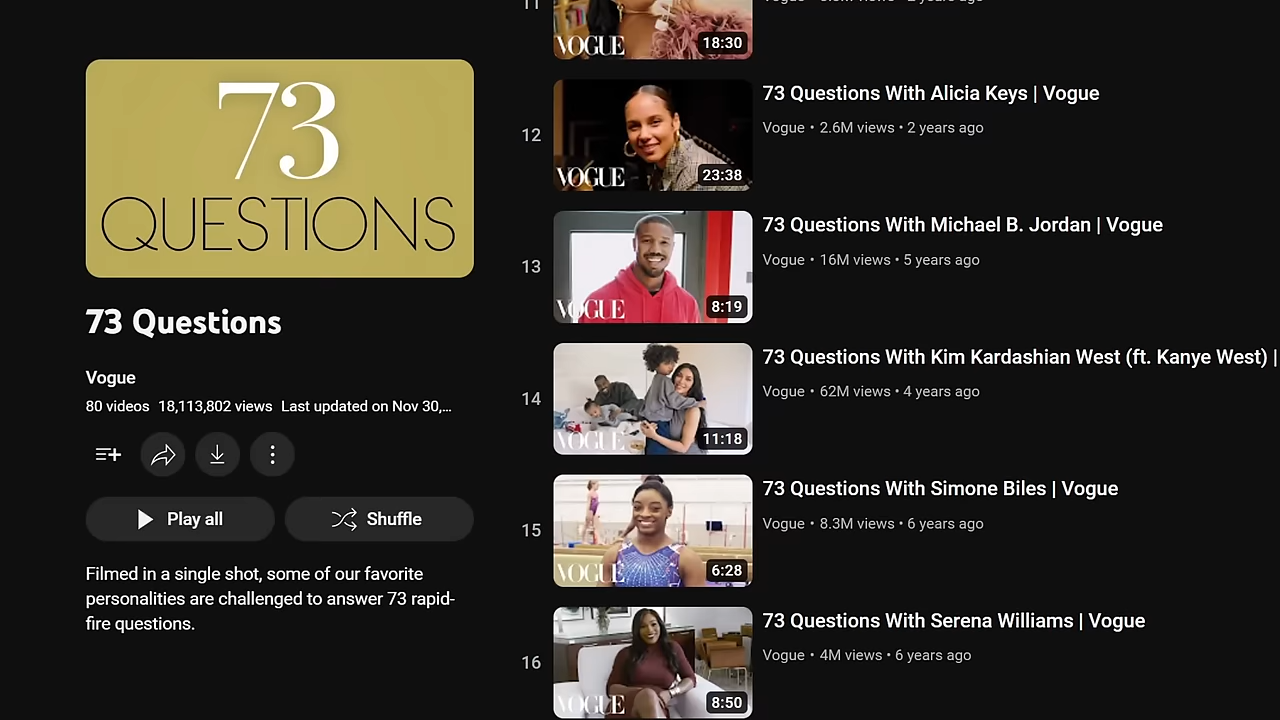 73
QUESTIONS
73 Questions
Vogue
80 videos 18,113,802 views Last updated on Nov 30,...
Play all
Shuffle
Filmed in a single shot, some of our favorite
personalities are challenged to answer 73 rapid-
fire questions.
VOGUE
18:30
12
VOGUE
23:38
73 Questions With Alicia Keys | Vogue
Vogue • 2.6M views • 2 years ago
13
VOGUE
8:19
73 Questions With Michael B. Jordan | Vogue
Vogue • 16M views • 5 years ago
14
VOGUE
11:18
73 Questions With Kim Kardashian West (ft. Kanye West) |
Vogue • 62M views • 4 years ago
15
VOGUE
6:28
73 Questions With Simone Biles | Vogue
Vogue • 8.3M views • 6 years ago
16
VOGUE
8:50
73 Questions With Serena Williams | Vogue
Vogue • 4M views • 6 years ago